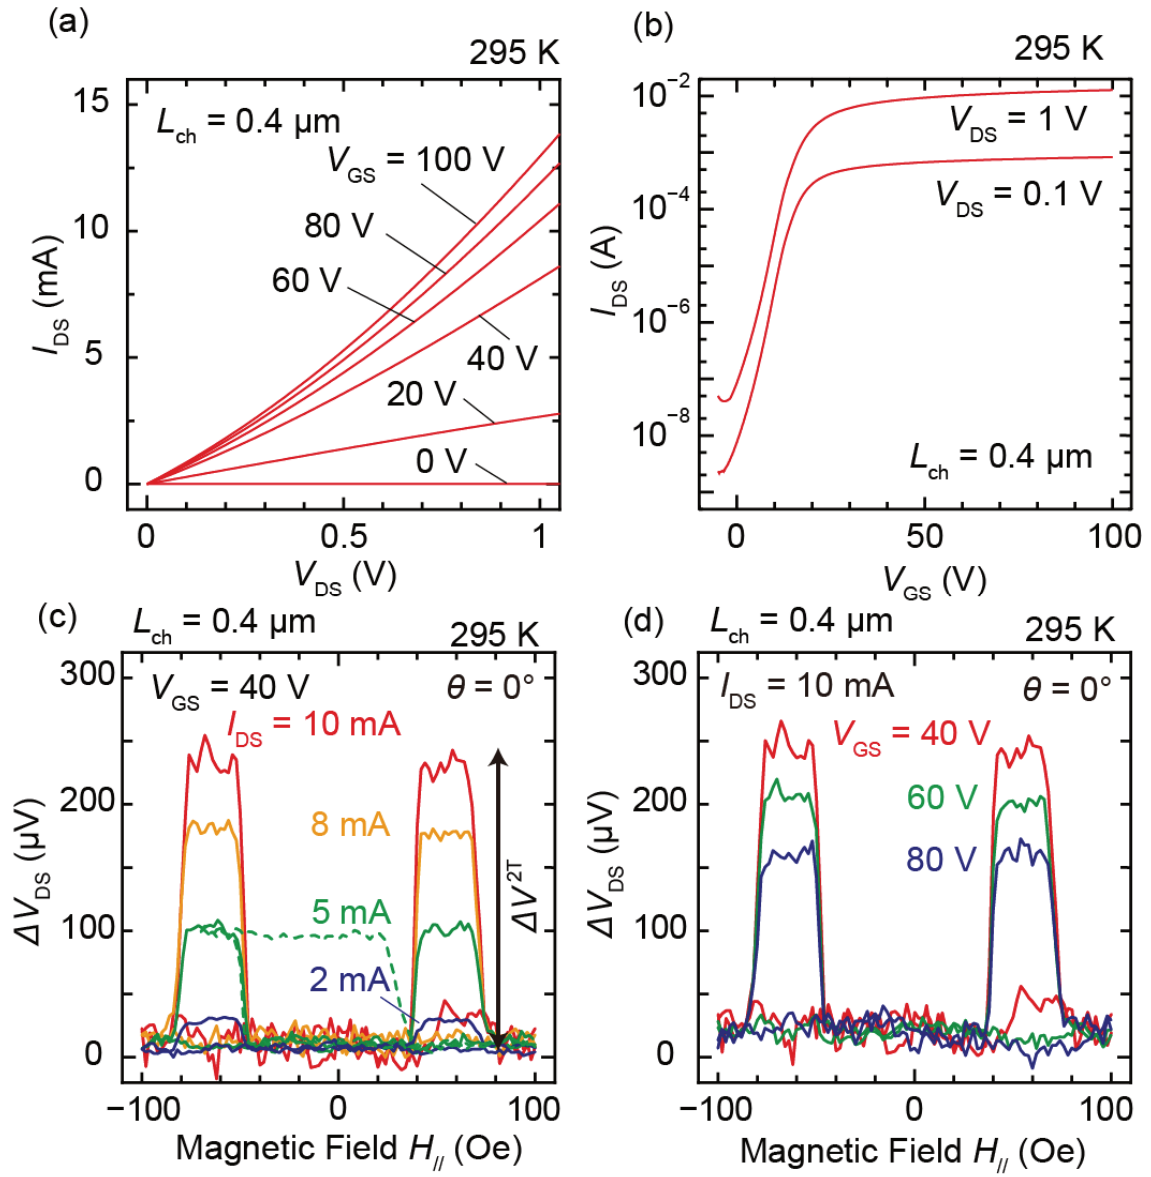 (a)
295 K
15
10
5
0
I_DS (mA)
L_ch = 0.4 μm
V_GS = 100 V
80 V
60 V
40 V
20 V
0 V
0 0.5 1
V_DS (V)
(b)
295 K
10^−2
10^−4
10^−6
10^−8
I_DS (A)
V_DS = 1 V
V_DS = 0.1 V
L_ch = 0.4 μm
0 50 100
V_GS (V)
(c)
L_ch = 0.4 μm
295 K
300
200
100
0
ΔV_DS (μV)
V_GS = 40 V
θ = 0°
I_DS = 10 mA
8 mA
5 mA
2 mA
ΔV^2T
−100 0 100
Magnetic Field H_// (Oe)
(d)
L_ch = 0.4 μm
295 K
300
200
100
0
ΔV_DS (μV)
I_DS = 10 mA
θ = 0°
V_GS = 40 V
60 V
80 V
−100 0 100
Magnetic Field H_// (Oe)